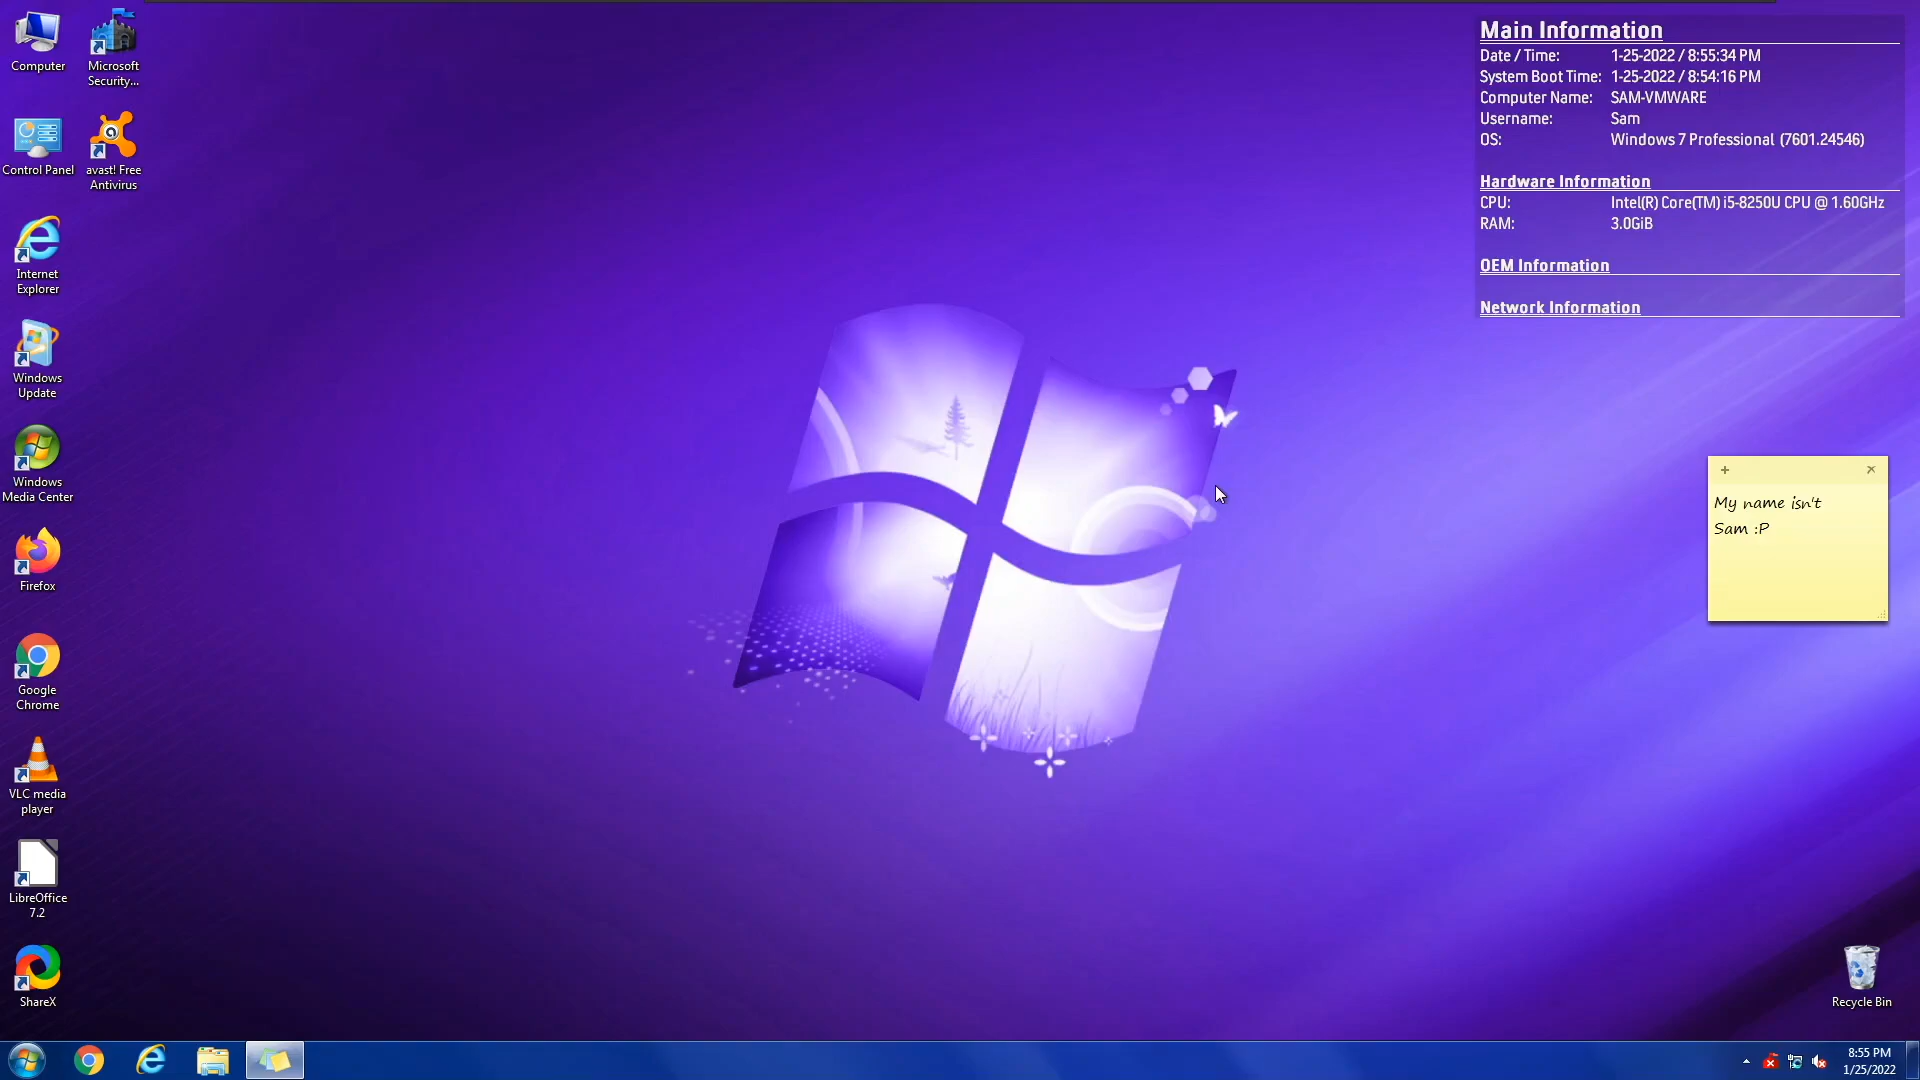 Computer
Microsoft
Security...
Control Panel
avast! Free
Antivirus
Internet
Explorer
Windows
Update
Windows
Media Center
Firefox
Google
Chrome
VLC media
player
LibreOffice
7.2
ShareX
Main Information
Date / Time: 1-25-2022 / 8:55:34 PM
System Boot Time: 1-25-2022 / 8:54:16 PM
Computer Name: SAM-VMWARE
Username: Sam
OS: Windows 7 Professional (7601.24546)
Hardware Information
CPU: Intel(R) Core(TM) i5-8250U CPU @ 1.60GHz
RAM: 3.0GiB
OEM Information
Network Information
My name isn't
Sam :P
Recycle Bin
8:55 PM
1/25/2022